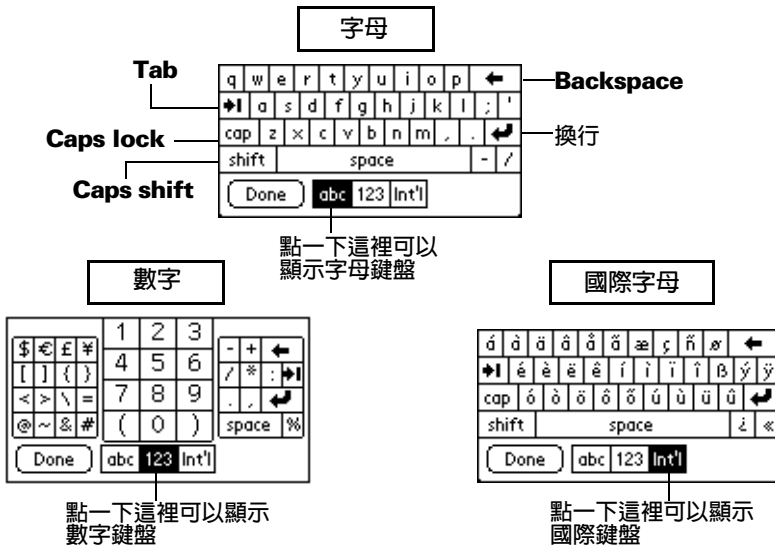 字母
Tab
q w e r t y u i o p
Backspace
a s d f g h j k l ; '
Caps lock
cap z x c v b n m , .
換行
shift space - /
Caps shift
Done abc 123 Int'l
點一下這裡可以
顯示字母鍵盤
數字
$ € £ ¥ 1 2 3 - +
[ ] { } 4 5 6 / * :
< > \ = 7 8 9 . ,
@ ~ & # ( 0 ) space %
Done abc 123 Int'l
點一下這裡可以顯示
數字鍵盤
國際字母
á à ä â å ã æ ç ñ ø
é è ë ê í ì ï î ß ý ÿ
cap ó ò ö ô õ ú ù ü û
shift space ¿ «
Done abc 123 Int'l
點一下這裡可以顯示
國際鍵盤